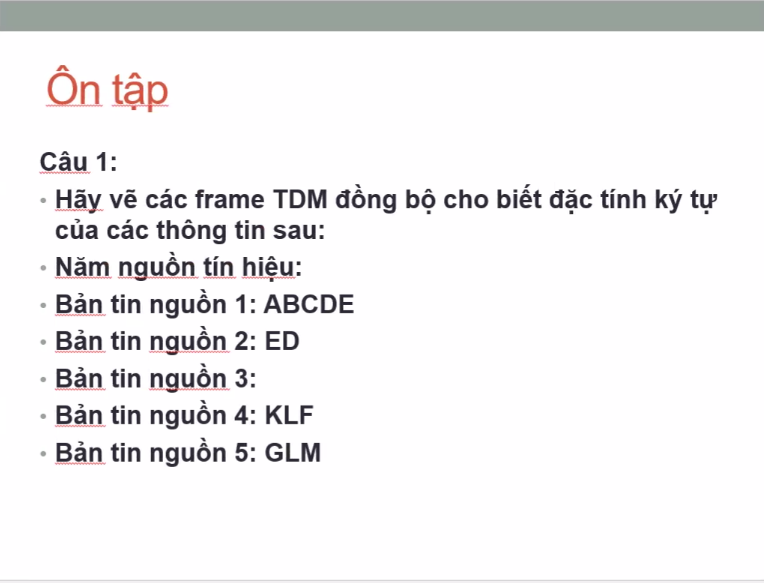 Ôn tập
Câu 1:
• Hãy vẽ các frame TDM đồng bộ cho biết đặc tính ký tự
của các thông tin sau:
• Năm nguồn tín hiệu:
• Bản tin nguồn 1: ABCDE
• Bản tin nguồn 2: ED
• Bản tin nguồn 3:
• Bản tin nguồn 4: KLF
• Bản tin nguồn 5: GLM